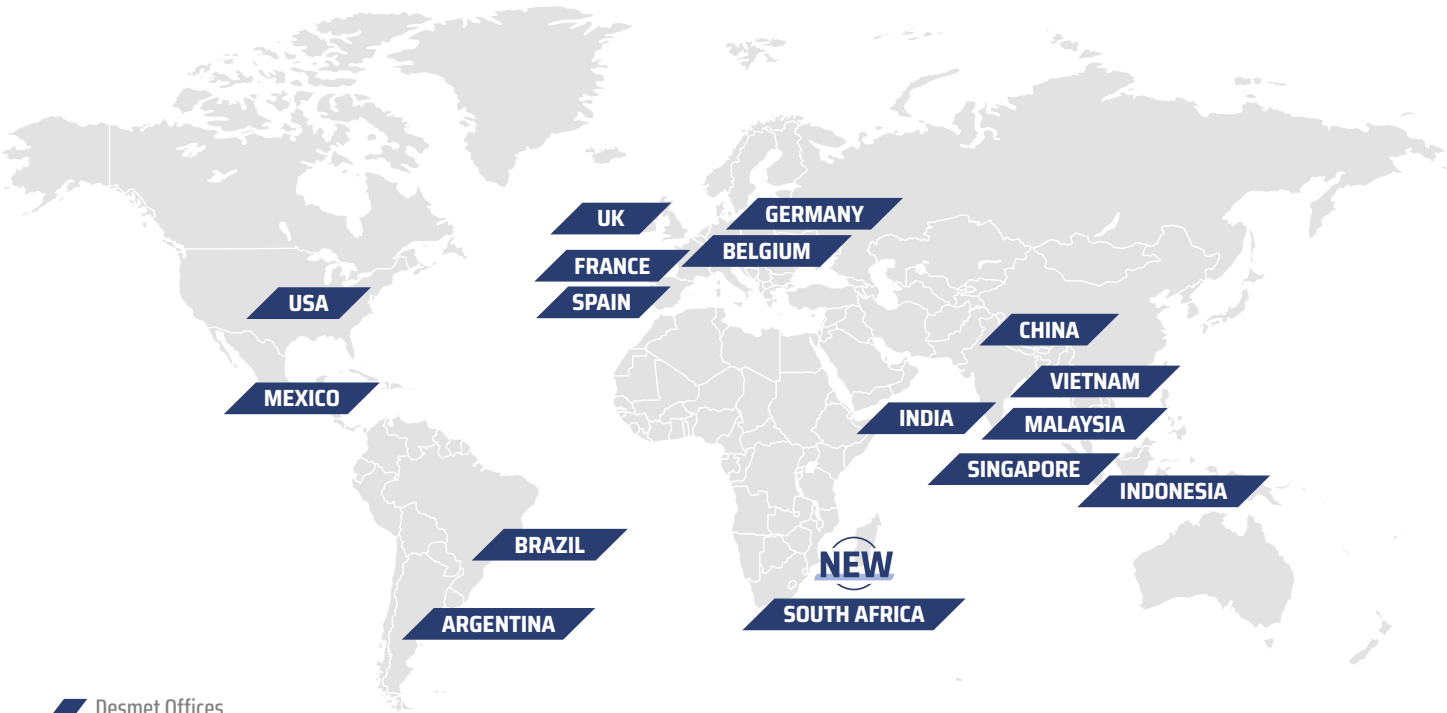 UK
GERMANY
BELGIUM
FRANCE
SPAIN
USA
CHINA
VIETNAM
MEXICO
INDIA
MALAYSIA
SINGAPORE
INDONESIA
BRAZIL
NEW
SOUTH AFRICA
ARGENTINA
Desmet Offices